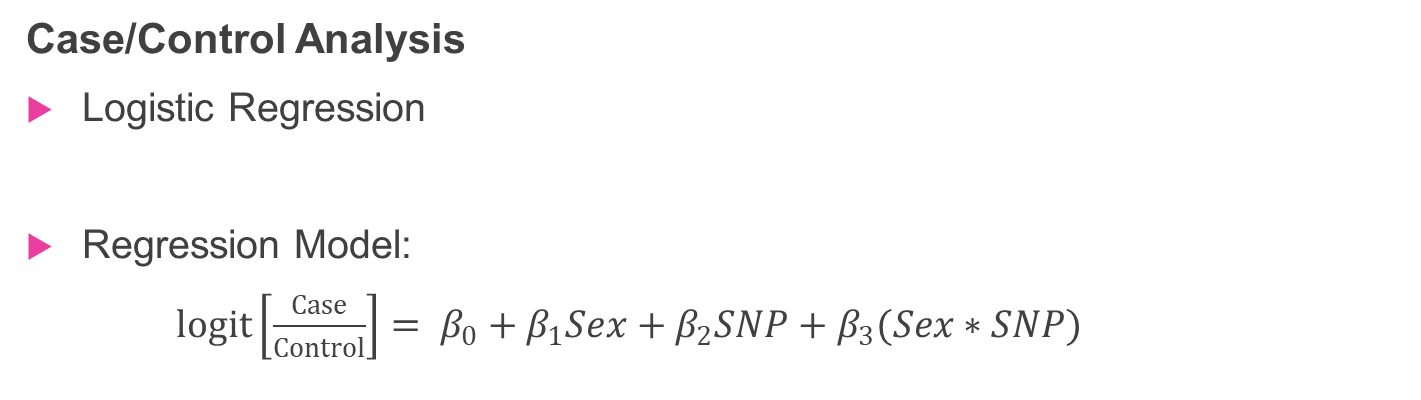 Case/Control Analysis
▶ Logistic Regression
▶ Regression Model:
logit[Case/Control] = β₀ + β₁Sex + β₂SNP + β₃(Sex ∗ SNP)